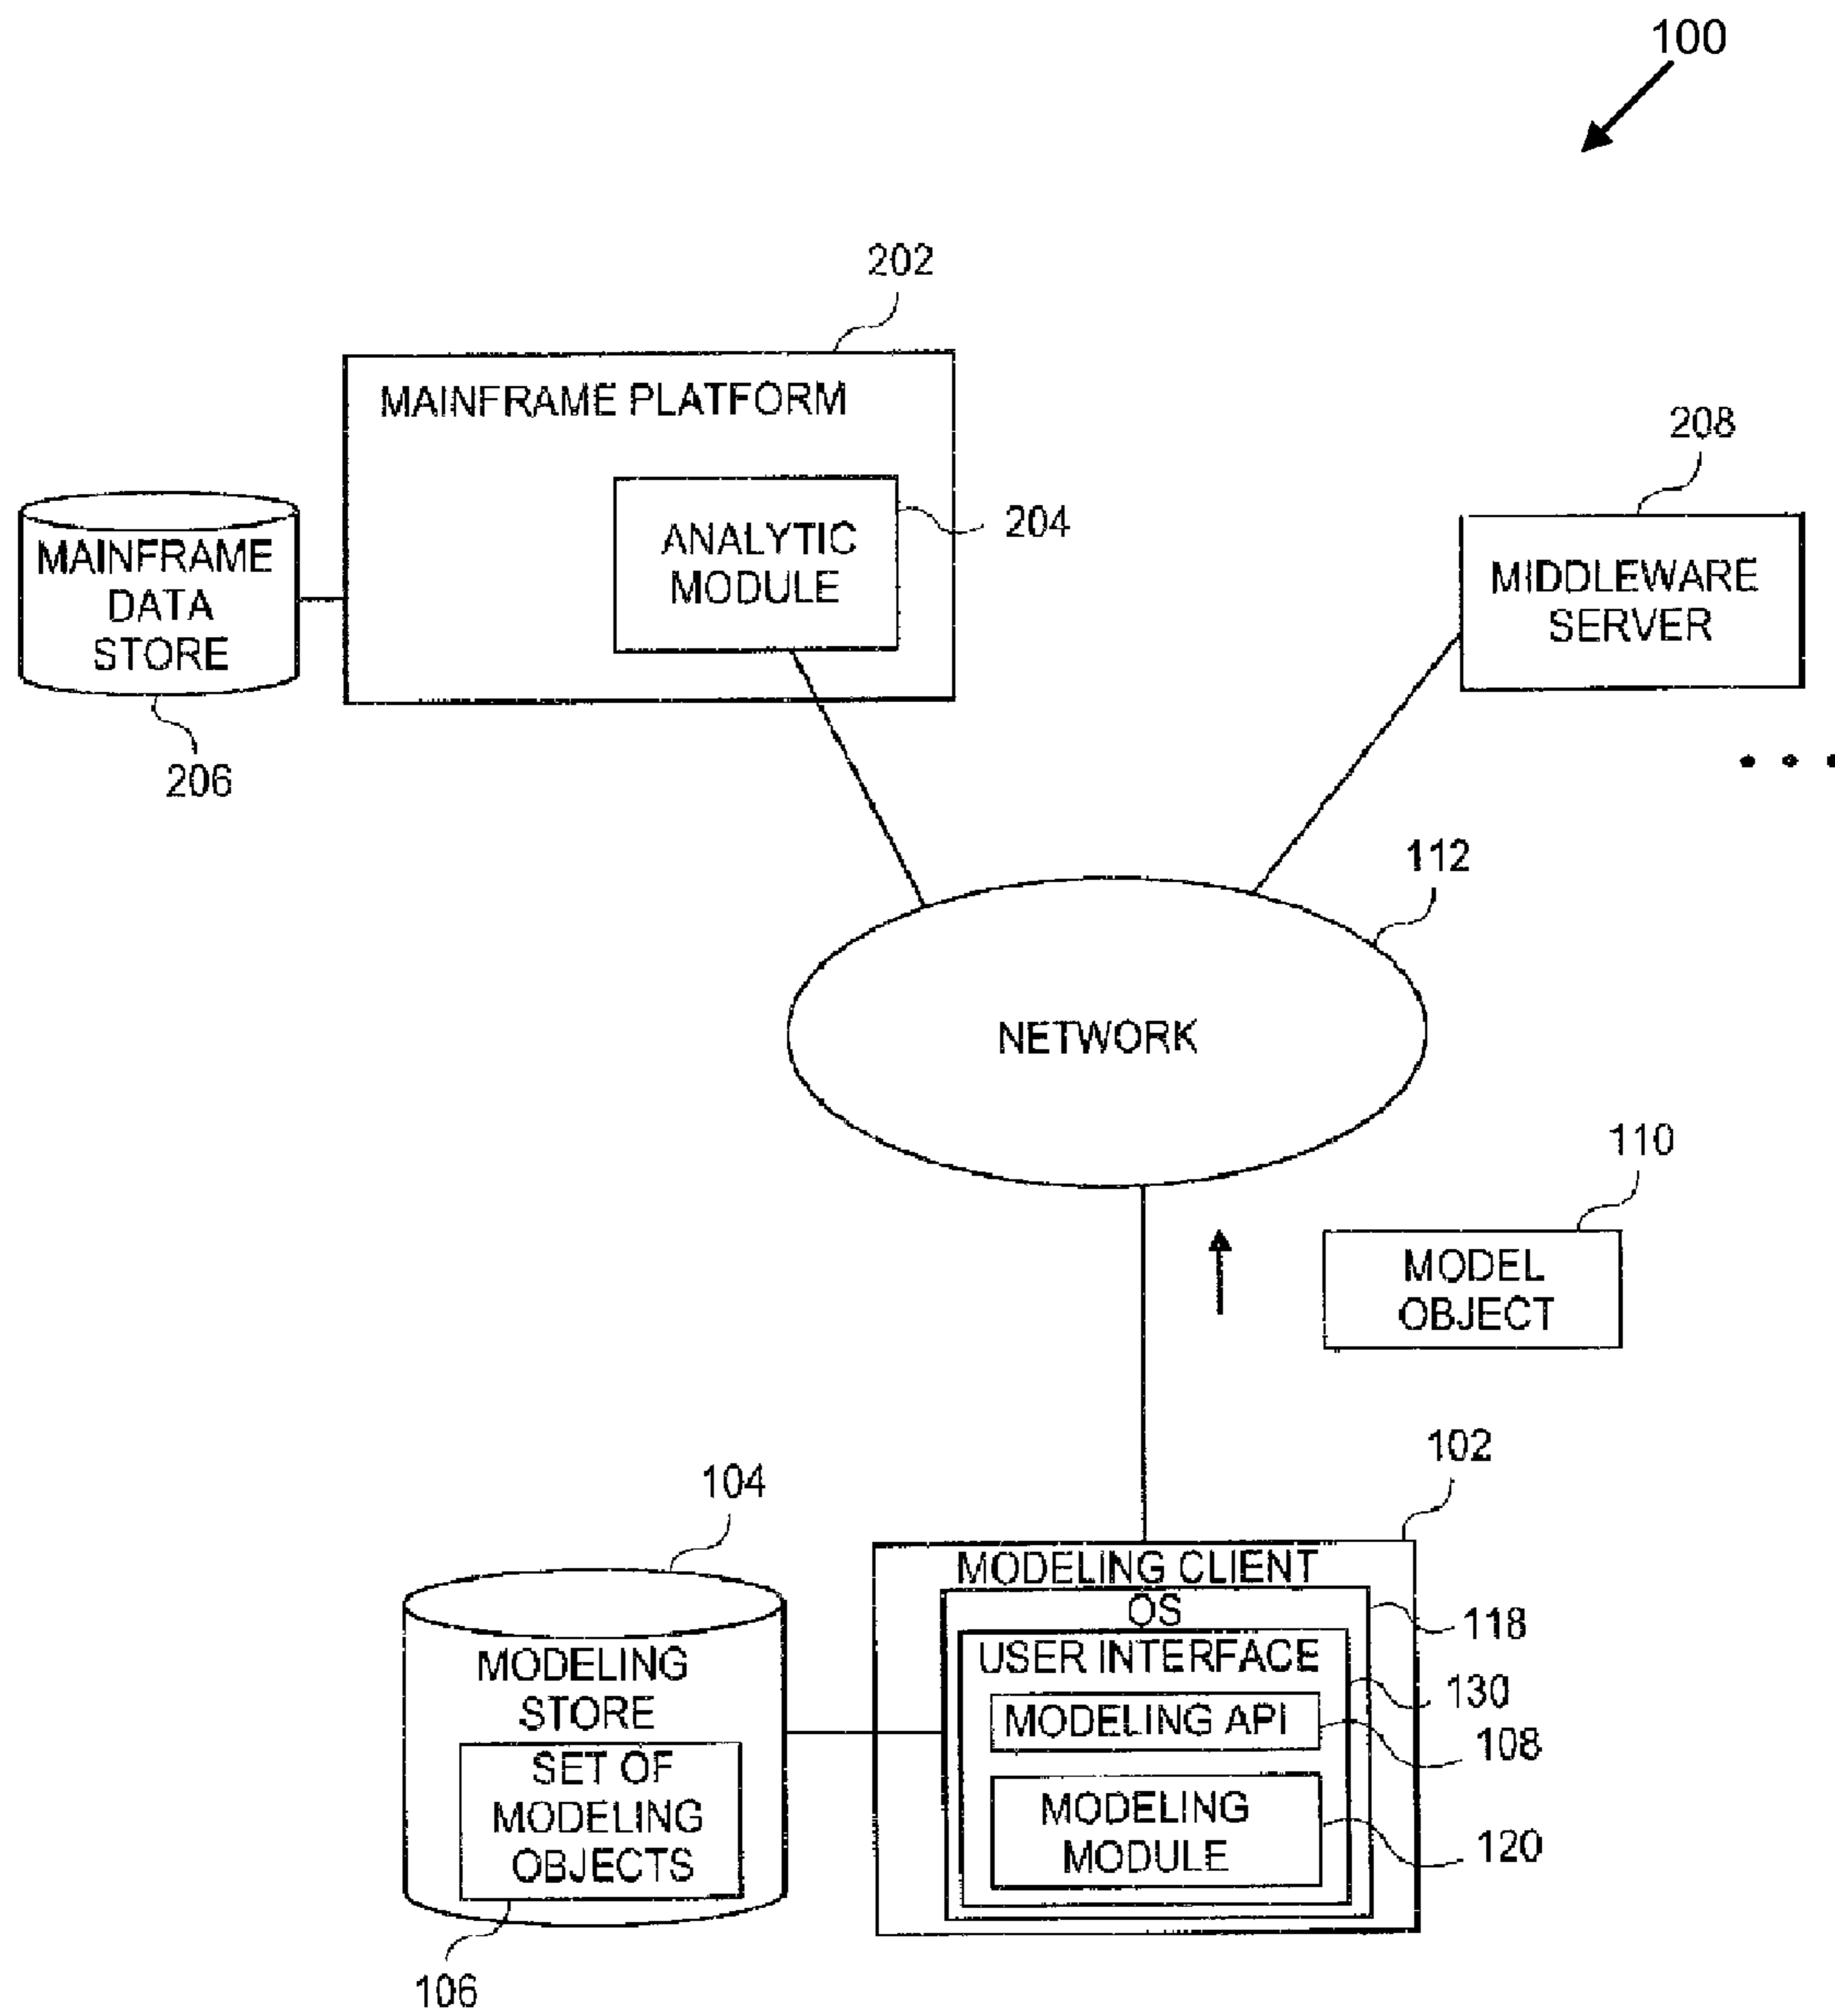 100
202
MAINFRAME PLATFORM
208
204
ANALYTIC
MODULE
MAINFRAME
DATA
STORE
MIDDLEWARE
SERVER
206
• • •
112
NETWORK
110
MODEL
OBJECT
102
104
MODELING CLIENT
OS
118
USER INTERFACE
MODELING
STORE
130
MODELING API
108
SET OF
MODELING
OBJECTS
MODELING
MODULE
120
106